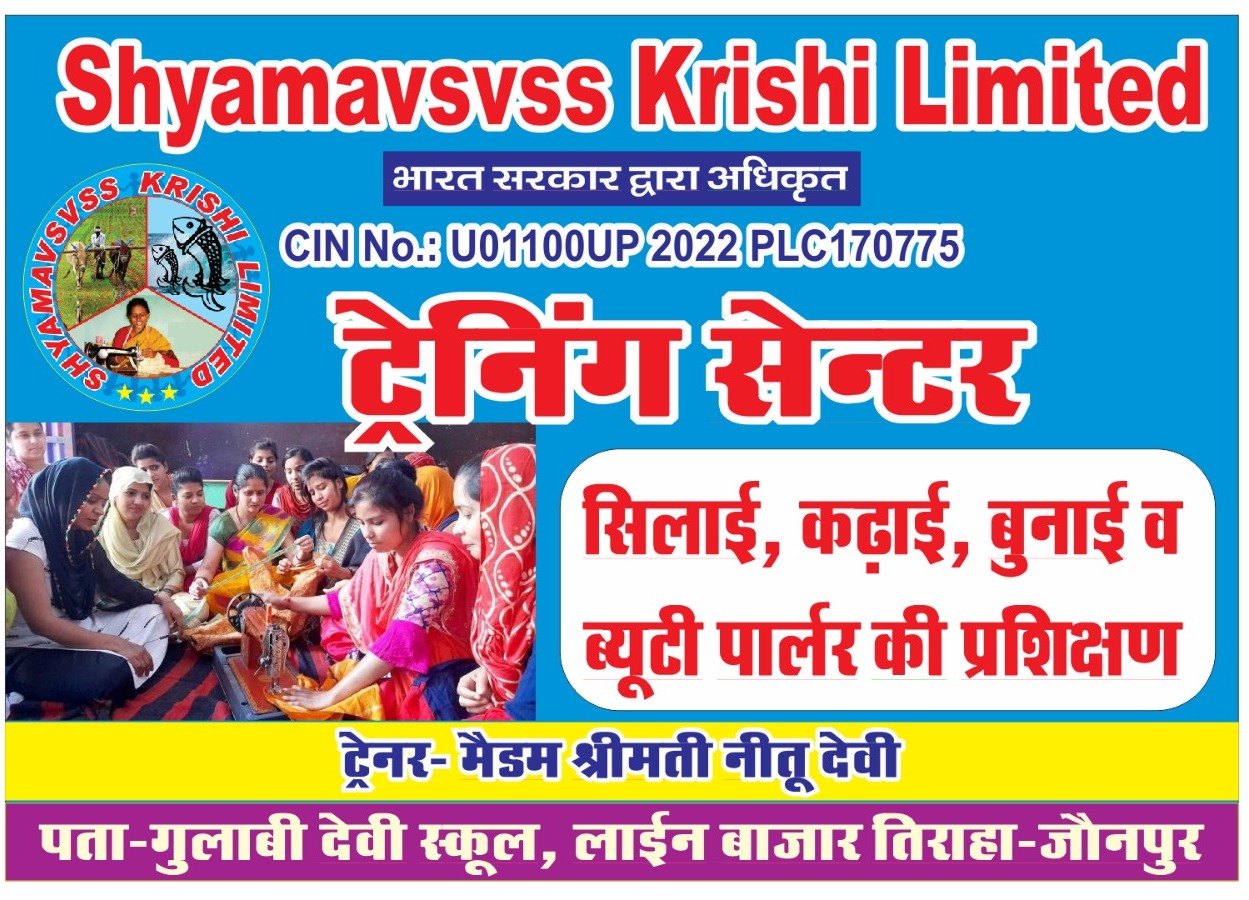 Shyamavsvss Krishi Limited
भारत सरकार द्वारा अधिकृत
SHYAMAVSVSS KRISHI LIMITED
CIN No.: U01100UP 2022 PLC170775
ट्रेनिंग सेन्टर
सिलाई, कढ़ाई, बुनाई व
ब्यूटी पार्लर की प्रशिक्षण
ट्रेनर- मैडम श्रीमती नीतू देवी
पता-गुलाबी देवी स्कूल, लाईन बाजार तिराहा-जौनपुर